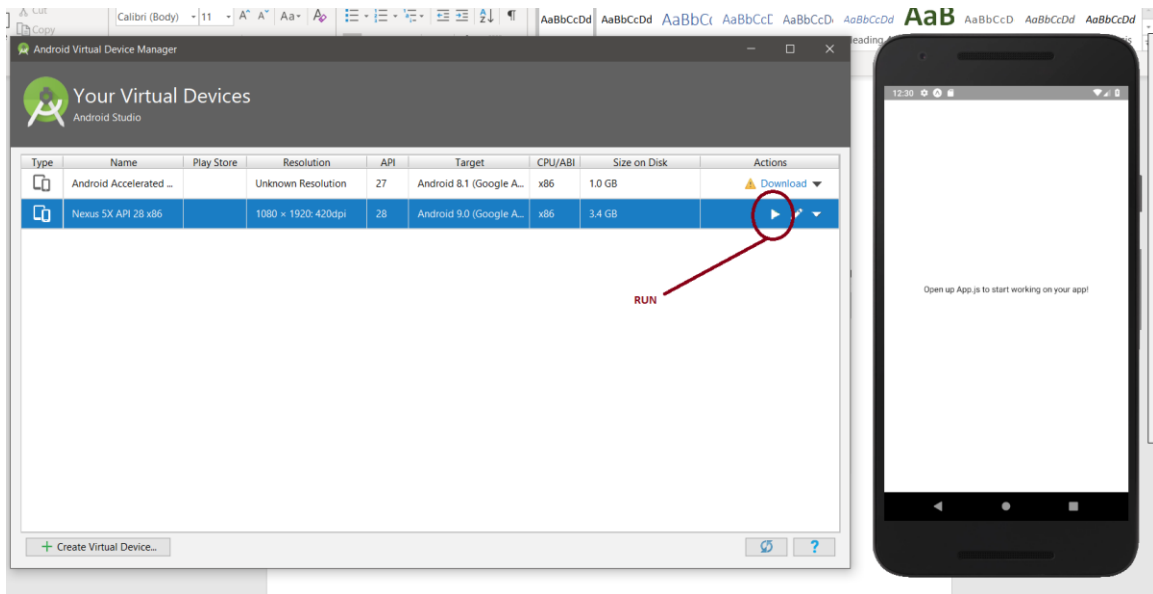 Cut
Copy
Calibri (Body) 11 A A Aa A
AaBbCcDd AaBbCcDd AaBbC AaBbCcE AaBbCcD AaBbCcDd AaB AaBbCcD AaBbCcDd AaBbCcDd
Android Virtual Device Manager
Your Virtual Devices
Android Studio
Type Name Play Store Resolution API Target CPU/ABI Size on Disk Actions
Android Accelerated ... Unknown Resolution 27 Android 8.1 (Google A... x86 1.0 GB Download
Nexus 5X API 28 x86 1080 × 1920: 420dpi 28 Android 9.0 (Google A... x86 3.4 GB
RUN
+ Create Virtual Device...
?
12:30
Open up App.js to start working on your app!